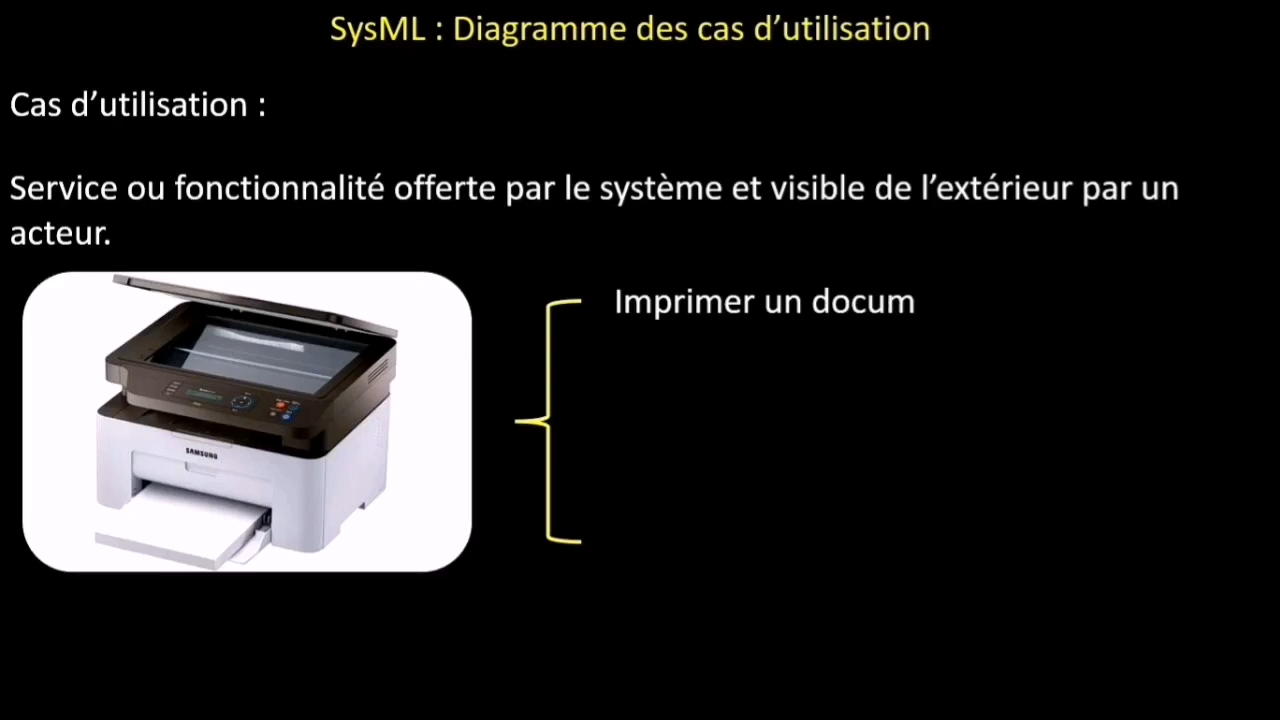 SysML : Diagramme des cas d’utilisation
Cas d’utilisation :
Service ou fonctionnalité offerte par le système et visible de l’extérieur par un
acteur.
Imprimer un docum
SAMSUNG